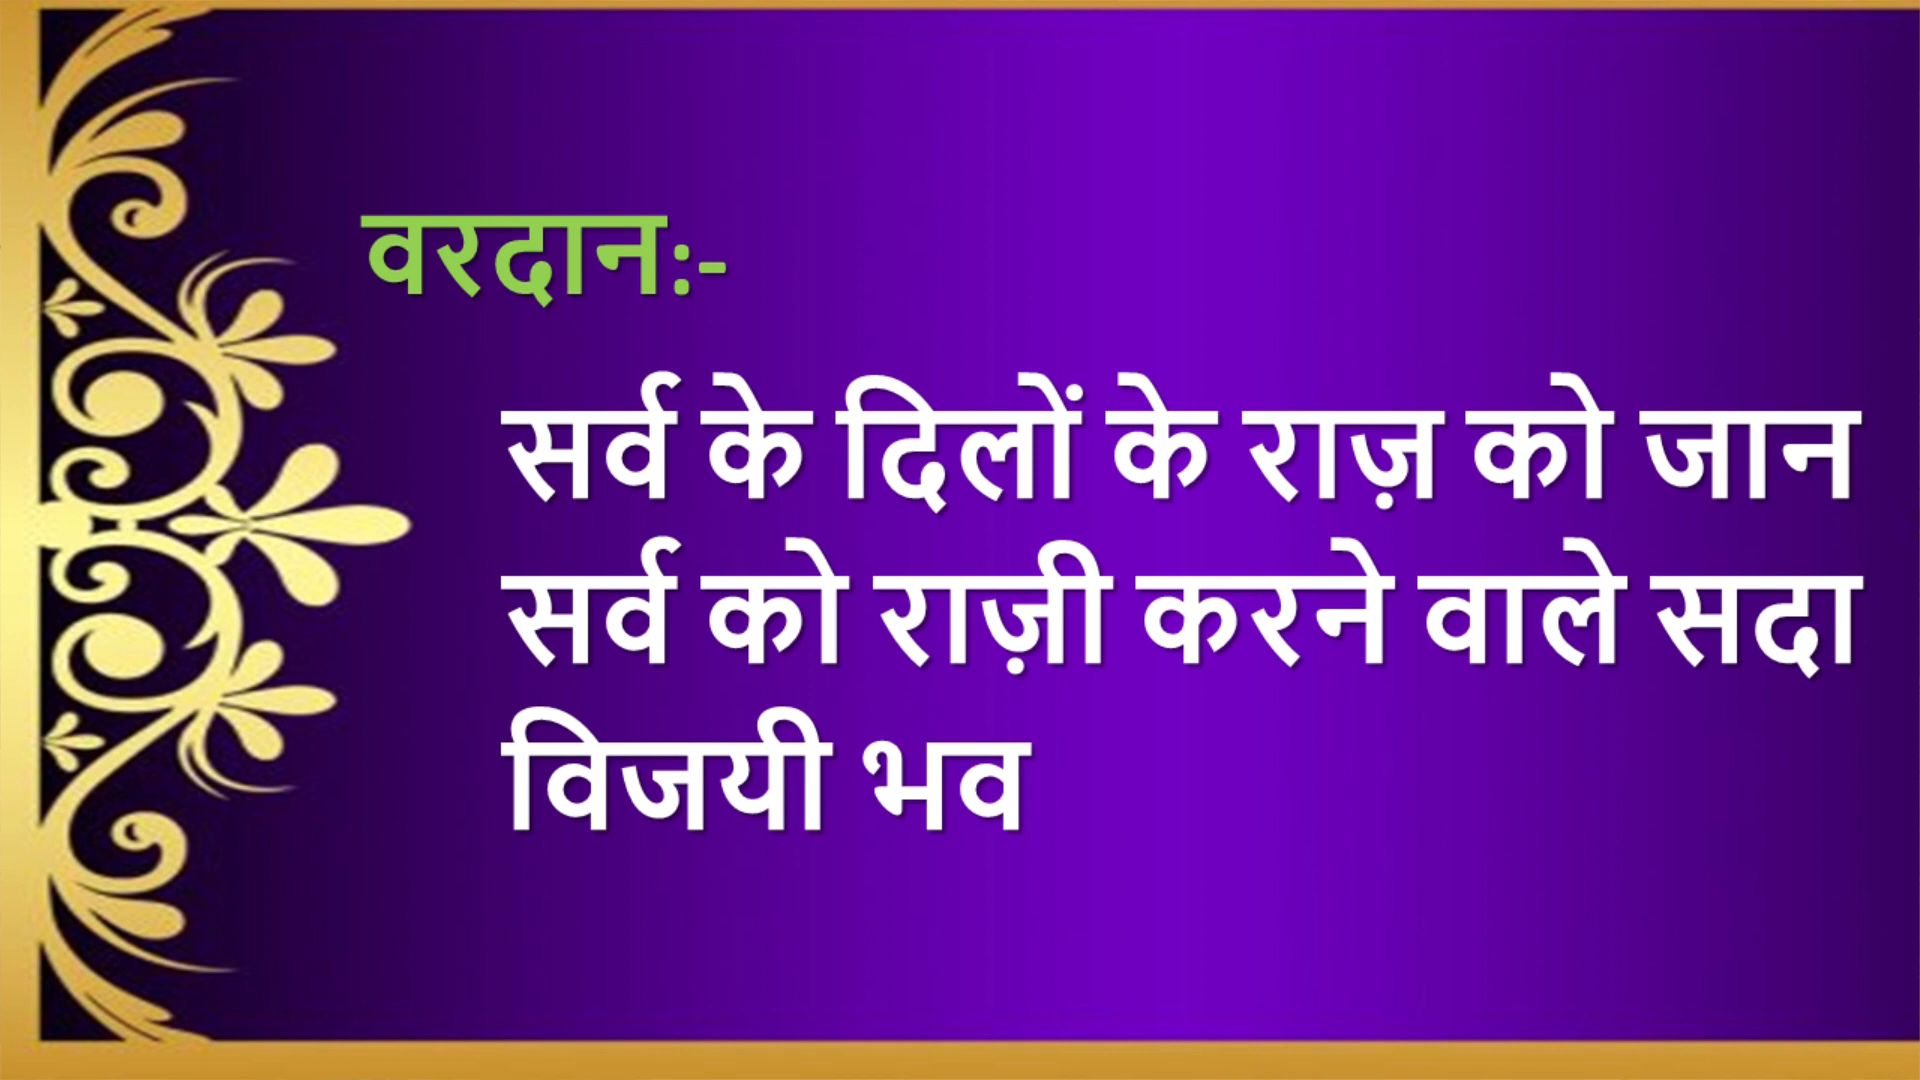 वरदान:-
सर्व के दिलों के राज़ को जान
सर्व को राज़ी करने वाले सदा
विजयी भव